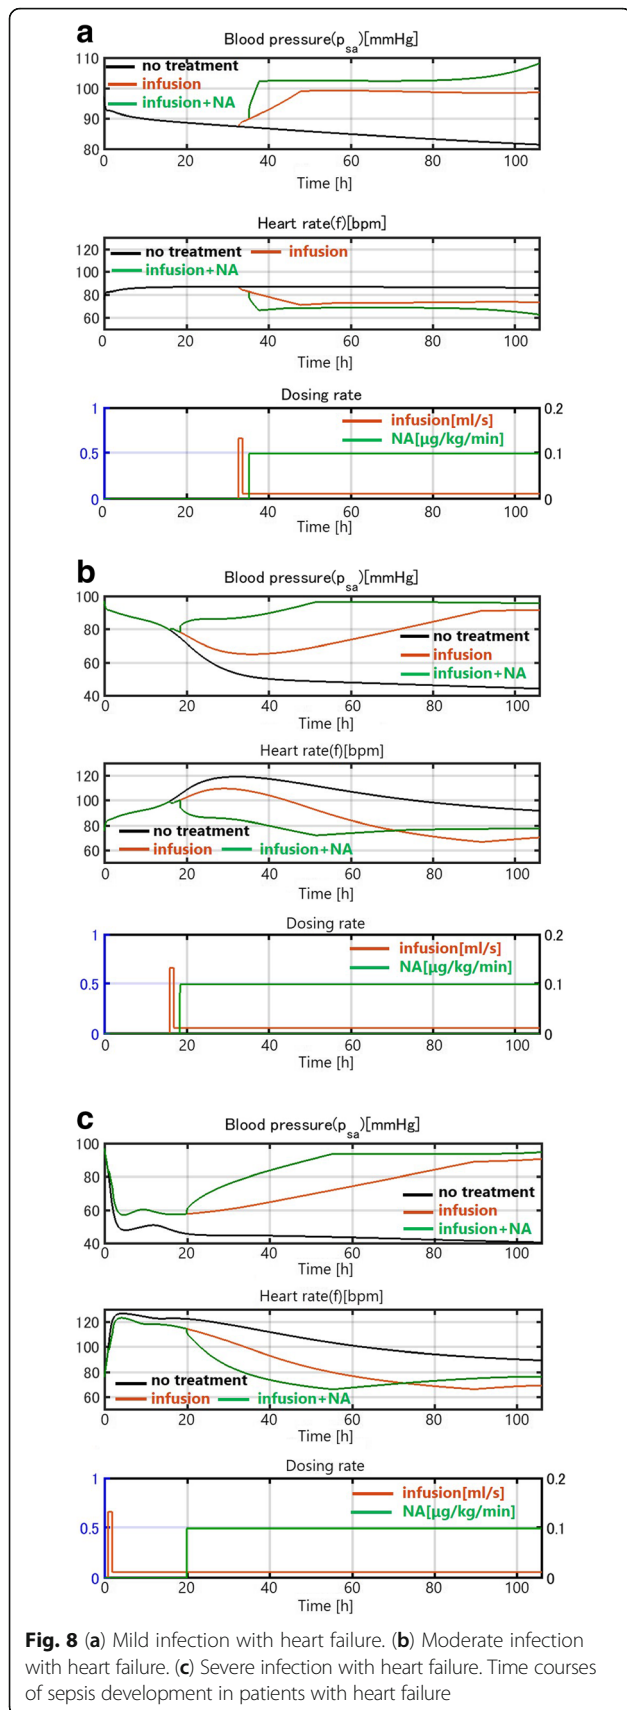 a
Blood pressure(psa)[mmHg]
110
100
90
80
no treatment
infusion
infusion+NA
0 20 40 60 80 100
Time [h]
Heart rate(f)[bpm]
120
100
80
60
no treatment infusion
infusion+NA
0 20 40 60 80 100
Time [h]
Dosing rate
1
0.5
0
0.2
0.1
0
infusion[ml/s]
NA[μg/kg/min]
0 20 40 60 80 100
Time [h]
b
Blood pressure(psa)[mmHg]
100
80
60
40
no treatment
infusion
infusion+NA
0 20 40 60 80 100
Time [h]
Heart rate(f)[bpm]
120
100
80
60
no treatment
infusion infusion+NA
0 20 40 60 80 100
Time [h]
Dosing rate
1
0.5
0
0.2
0.1
0
infusion[ml/s]
NA[μg/kg/min]
0 20 40 60 80 100
Time [h]
c
Blood pressure(psa)[mmHg]
100
80
60
40
no treatment
infusion
infusion+NA
0 20 40 60 80 100
Time [h]
Heart rate(f)[bpm]
120
100
80
60
no treatment
infusion infusion+NA
0 20 40 60 80 100
Time [h]
Dosing rate
1
0.5
0
0.2
0.1
0
infusion[ml/s]
NA[μg/kg/min]
0 20 40 60 80 100
Time [h]
Fig. 8 (a) Mild infection with heart failure. (b) Moderate infection
with heart failure. (c) Severe infection with heart failure. Time courses
of sepsis development in patients with heart failure